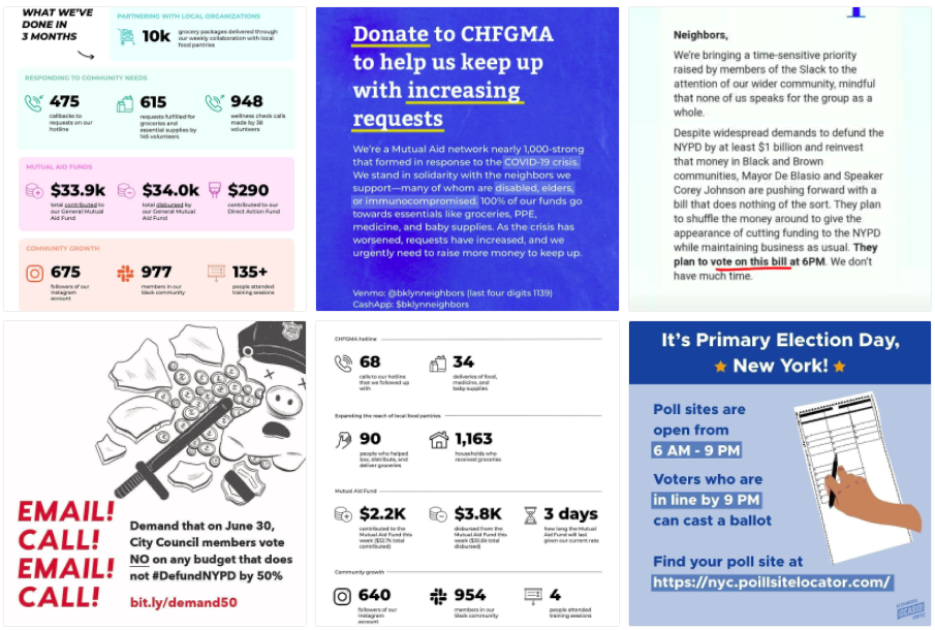 WHAT WE'VE
DONE IN
3 MONTHS
PARTNERING WITH LOCAL ORGANIZATIONS
10k
grocery packages delivered through
our weekly collaboration with local
food pantries
RESPONDING TO COMMUNITY NEEDS
475
callbacks to
requests on our
hotline
615
requests fulfilled for
groceries and
essential supplies by
145 volunteers
948
wellness check calls
made by 38
volunteers
MUTUAL AID FUNDS
$33.9k
total contributed to
our General Mutual
Aid Fund
$34.0k
total disbursed by
our General Mutual
Aid Fund
$290
contributed to our
Direct Action Fund
COMMUNITY GROWTH
675
followers of our
Instagram
account
977
members in our
Slack community
135+
people attended
training sessions
Donate to CHFGMA
to help us keep up
with increasing
requests
We're a Mutual Aid network nearly 1,000-strong
that formed in response to the COVID-19 crisis.
We stand in solidarity with the neighbors we
support—many of whom are disabled, elders,
or immunocompromised. 100% of our funds go
towards essentials like groceries, PPE,
medicine, and baby supplies. As the crisis has
worsened, requests have increased, and we
urgently need to raise more money to keep up.
Venmo: @bklynneighbors (last four digits 1139)
CashApp: $bklynneighbors
Neighbors,
We're bringing a time-sensitive priority
raised by members of the Slack to the
attention of our wider community, mindful
that none of us speaks for the group as a
whole.
Despite widespread demands to defund the
NYPD by at least $1 billion and reinvest
that money in Black and Brown
communities, Mayor De Blasio and Speaker
Corey Johnson are pushing forward with a
bill that does nothing of the sort. They plan
to shuffle the money around to give the
appearance of cutting funding to the NYPD
while maintaining business as usual. They
plan to vote on this bill at 6PM. We don't
have much time.
EMAIL!
CALL!
EMAIL!
CALL!
Demand that on June 30,
City Council members vote
NO on any budget that does
not #DefundNYPD by 50%
bit.ly/demand50
CHFGMA hotline
68
calls to our hotline
that we followed up
with
34
deliveries of food,
medicine, and
baby supplies
Expanding the reach of local food pantries
90
people who helped
box, distribute, and
deliver groceries
1,163
households who
received groceries
Mutual Aid Fund
$2.2K
contributed to the
Mutual Aid Fund this
week ($32.7k total
contributed)
$3.8K
disbursed from the
Mutual Aid Fund this
week ($30.8k total
disbursed)
3 days
how long the Mutual
Aid Fund will last
given our current rate
Community growth
640
followers of our
Instagram
account
954
members in our
Slack community
4
people attended
training sessions
It's Primary Election Day,
New York!
Poll sites are
open from
6 AM - 9 PM
Voters who are
in line by 9 PM
can cast a ballot
Find your poll site at
https://nyc.poillsitelocator.com/
OCASIO